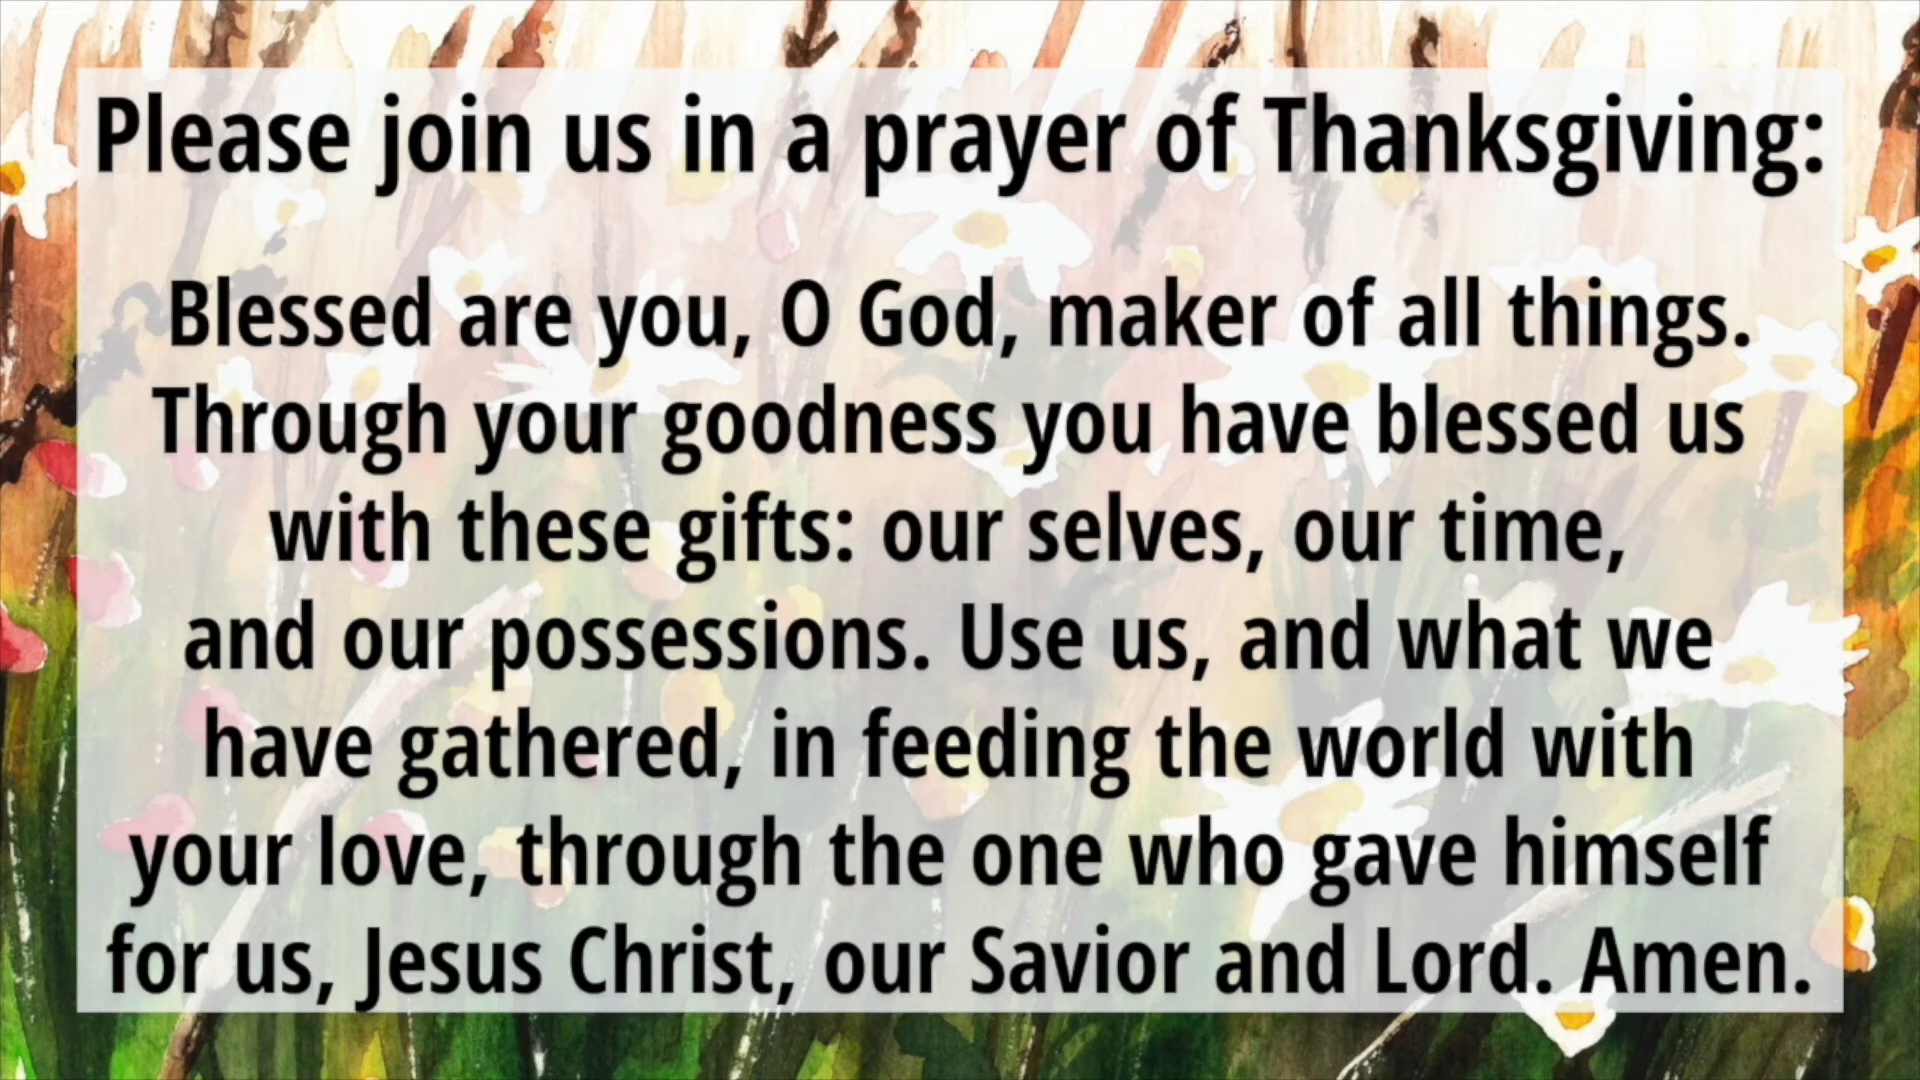 Please join us in a prayer of Thanksgiving:
Blessed are you, O God, maker of all things.
Through your goodness you have blessed us
with these gifts: our selves, our time,
and our possessions. Use us, and what we
have gathered, in feeding the world with
your love, through the one who gave himself
for us, Jesus Christ, our Savior and Lord. Amen.